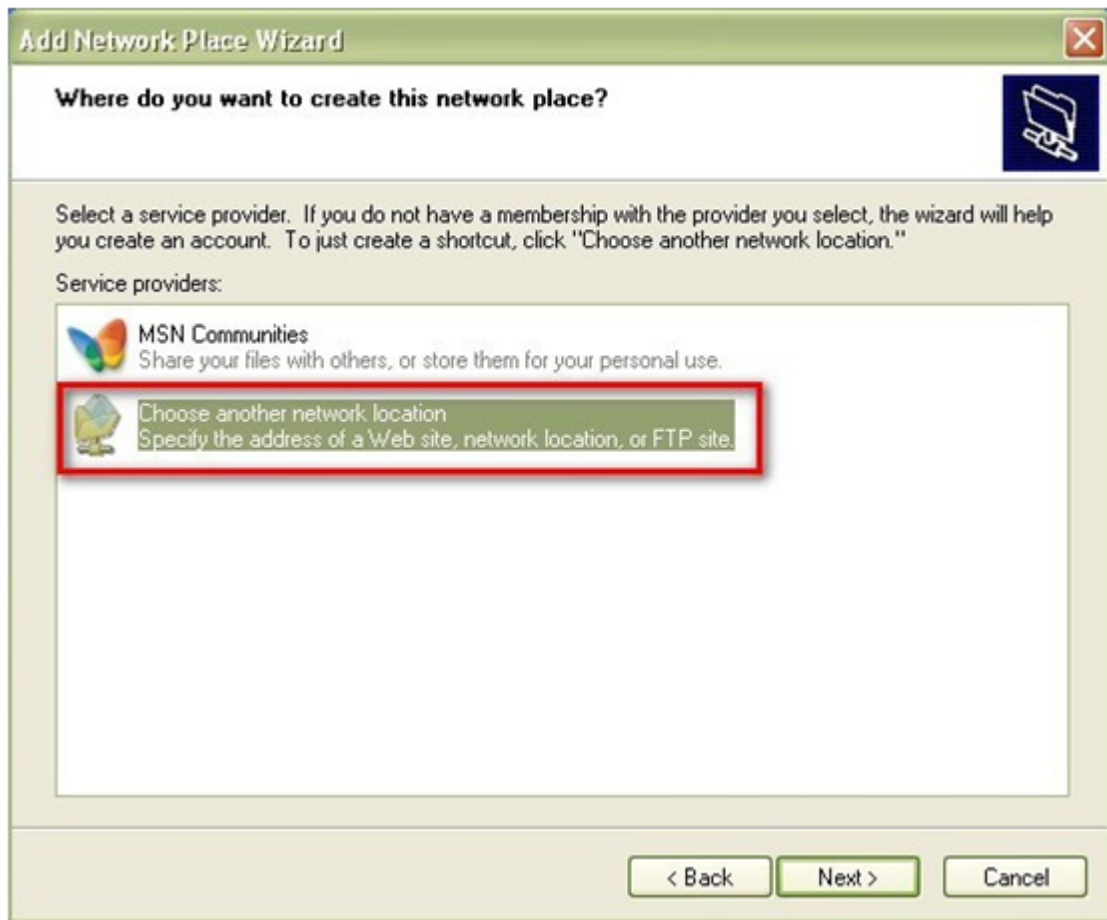 Add Network Place Wizard
Where do you want to create this network place?
Select a service provider. If you do not have a membership with the provider you select, the wizard will help
you create an account. To just create a shortcut, click "Choose another network location."
Service providers:
MSN Communities
Share your files with others, or store them for your personal use.
Choose another network location
Specify the address of a Web site, network location, or FTP site.
< Back Next > Cancel